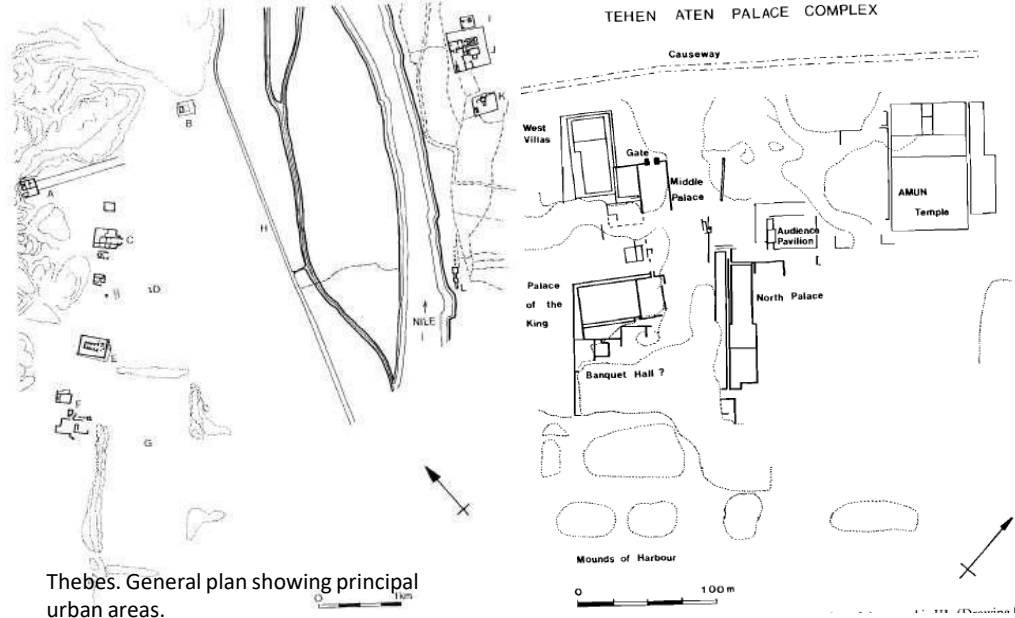 TEHEN ATEN PALACE COMPLEX
Causeway
West
Villas
Gate
Middle
Palace
AMUN
Temple
Audience
Pavilion
Palace
of the
King
North Palace
Banquet Hall ?
Mounds of Harbour
0 100m
A
B
C
D
E
F
G
H
I
J
K
L
NILE
Thebes. General plan showing principal
urban areas.
0 1km